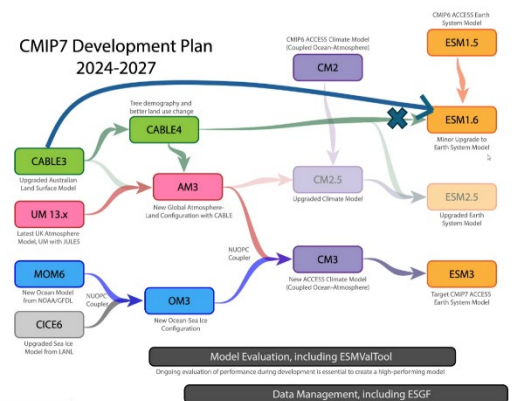 CMIP7 Development Plan
2024-2027
CMIP6 ACCESS Climate Model
(Coupled Ocean-Atmosphere)
CM2
CMIP6 ACCESS Earth
System Model
ESM1.5
Tree demography and
better land use change
CABLE4
ESM1.6
Minor Upgrade to
Earth System Model
CABLE3
Upgraded Australian
Land Surface Model
AM3
New Global Atmosphere-
Land Configuration with CABLE
CM2.5
Upgraded Climate Model
ESM2.5
Upgraded Earth
System Model
UM 13.x
Latest UK Atmosphere
Model, UM with JULES
NUOPC
Coupler
MOM6
New Ocean Model
from NOAA/GFDL
NUOPC
Coupler
OM3
New Ocean-Sea Ice
Configuration
CM3
New ACCESS Climate Model
(Coupled Ocean-Atmosphere)
ESM3
Target CMIP7 ACCESS
Earth System Model
CICE6
Upgraded Sea Ice
Model from LANL
Model Evaluation, including ESMValTool
Ongoing evaluation of performance during development is essential to create a high-performing model
Data Management, including ESGF